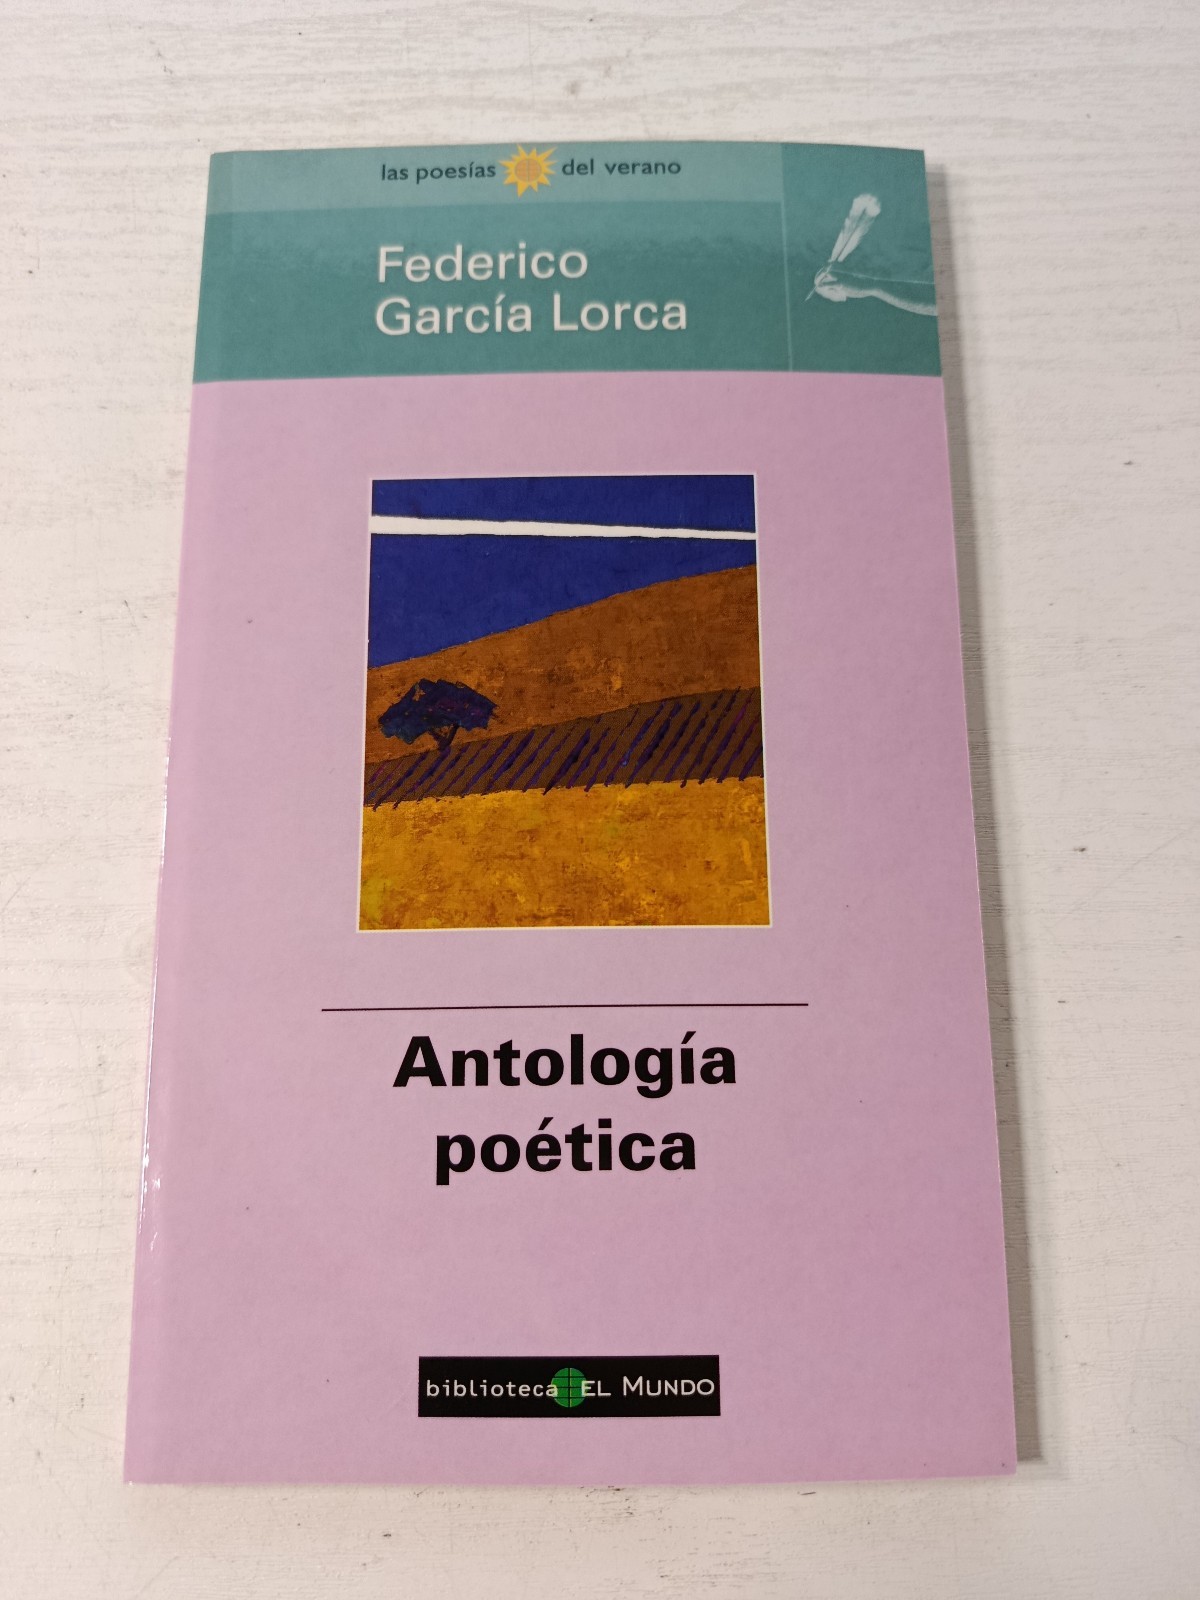 las poesías del verano
Federico
García Lorca
Antología
poética
biblioteca EL MUNDO